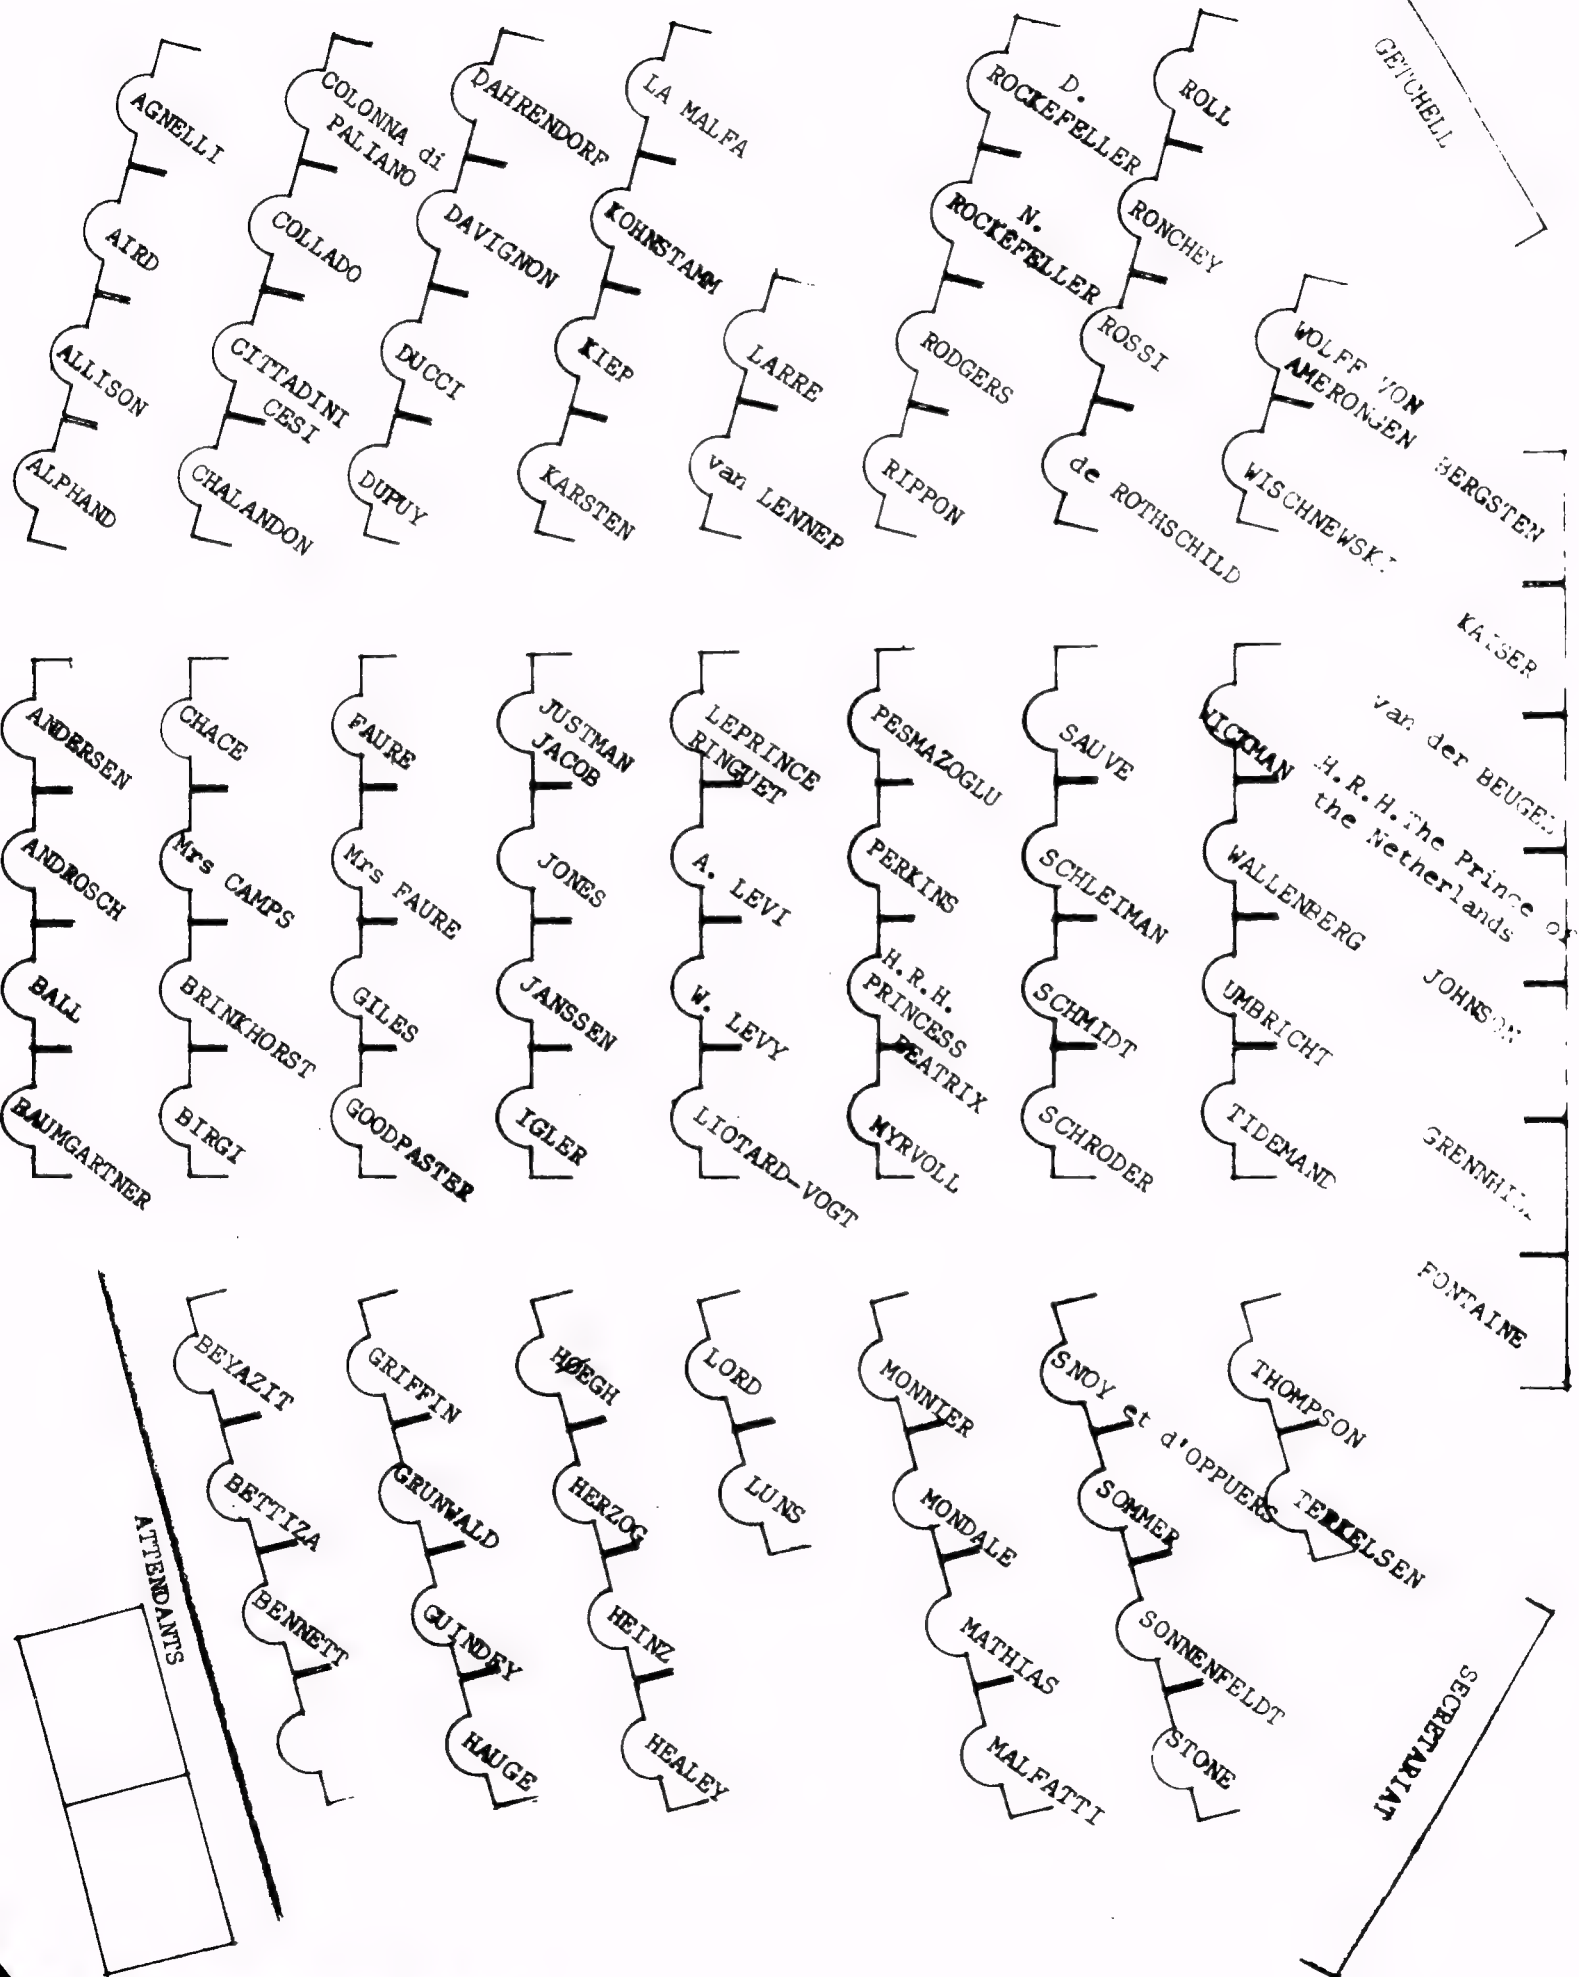 GETCHELL
AGNELLI
AIRD
ALLISON
ALPHAND
COLONNA di
PALIANO
COLLADO
CITTADINI
CESI
CHALANDON
DAHRENDORF
DAVIGNON
DUCCI
DUPUY
LA MALFA
KOHNSTAMM
KIEP
KARSTEN
LARRE
van LENNEP
D.
ROCKEFELLER
N.
ROCKEFELLER
RODGERS
RIPPON
ROLL
RONCHEY
ROSSI
de ROTHSCHILD
WOLFF VON
AMERONGEN
WISCHNEWSKI
BERGSTEN
KAISER
van der BEUGEL
H.R.H. The Prince of
the Netherlands
JOHNSON
GRENNHILL
FONTAINE
ANDERSEN
ANDROSCH
BALL
BAUMGARTNER
CHACE
Mrs CAMPS
BRINKHORST
BIRGI
FAURE
Mrs FAURE
GILES
GOODPASTER
JUSTMAN
JACOB
JONES
JANSSEN
IGLER
LEPRINCE
RINGUET
A. LEVI
W. LEVY
LIOTARD-VOGT
PESMAZOGLU
PERKINS
H.R.H.
PRINCESS
BEATRIX
MYRVOLL
SAUVE
SCHLEIMAN
SCHMIDT
SCHRODER
WICKMAN
WALLENBERG
UMBRICHT
TIDEMAND
ATTENDANTS
BEYAZIT
BETTIZA
BENNETT
GRIFFIN
GRUNWALD
GUINDEY
HAUGE
HØEGH
HERZOG
HEINZ
HEALEY
LORD
LUNS
MONNIER
MONDALE
MATHIAS
MALFATTI
SNOY et d'OPPUERS
SOMMER
SONNENFELDT
STONE
THOMPSON
TERKELSEN
SECRETARIAT